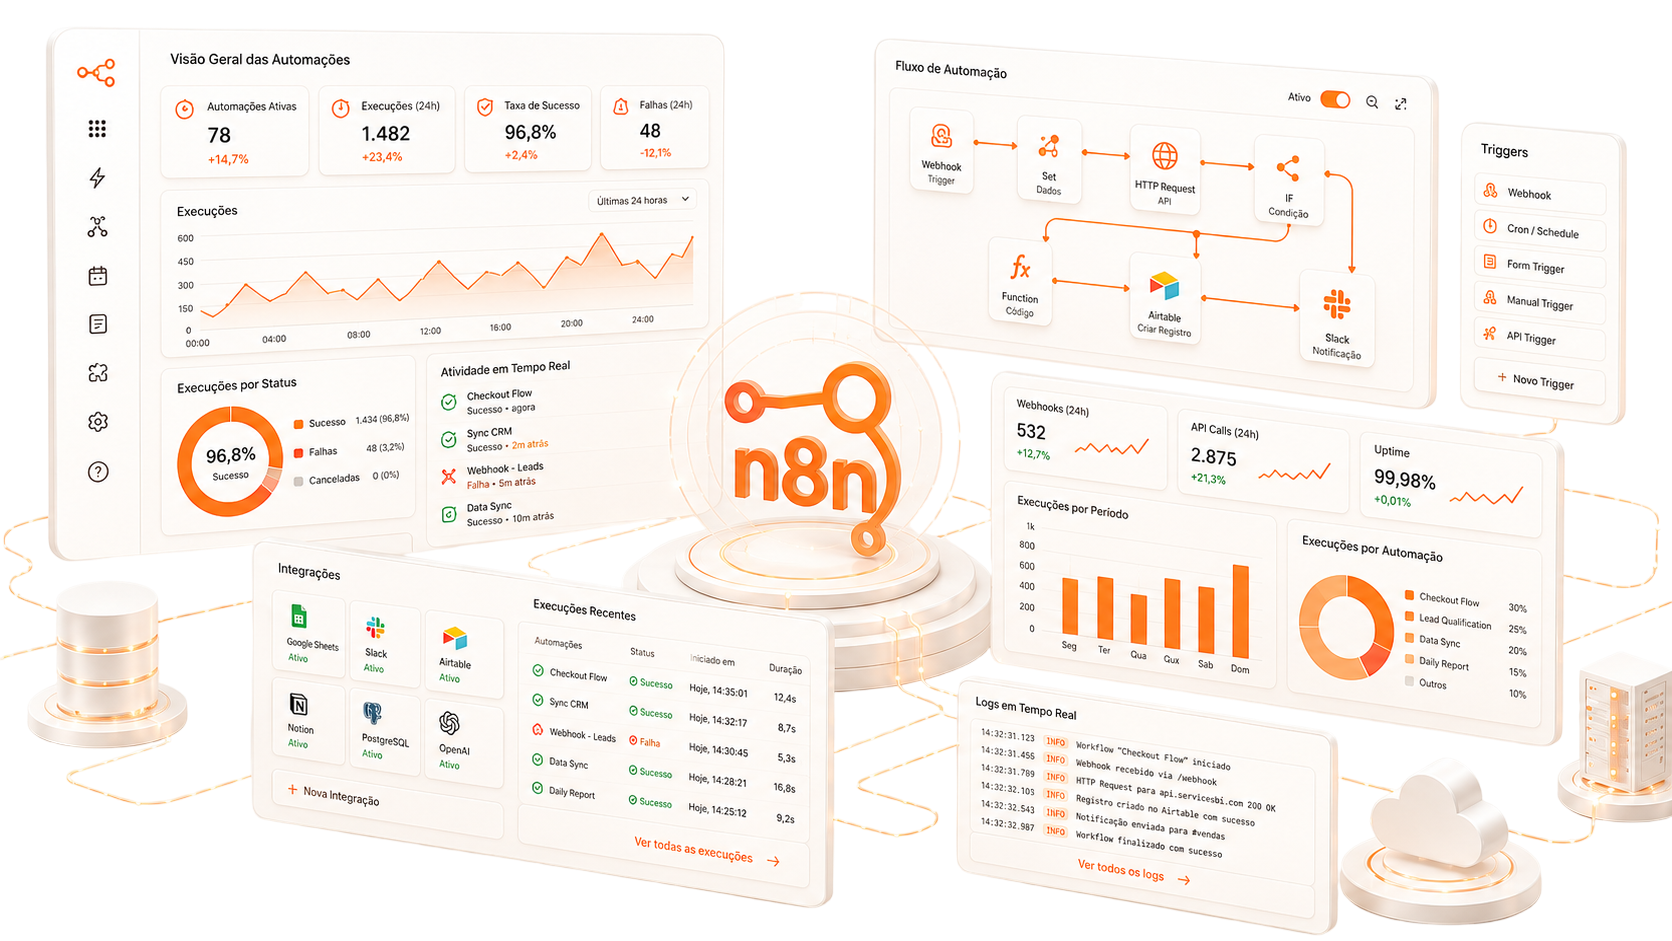 Visão Geral das Automações
Automações Ativas
78
+14,7%
Execuções (24h)
1.482
+23,4%
Taxa de Sucesso
96,8%
+2,4%
Falhas (24h)
48
-12,1%
Execuções
Últimas 24 horas
600
450
300
150
0
00:00
04:00
08:00
12:00
16:00
20:00
24:00
Execuções por Status
96,8%
Sucesso
Sucesso 1.434 (96,8%)
Falhas 48 (3,2%)
Canceladas 0 (0%)
Atividade em Tempo Real
Checkout Flow
Sucesso • agora
Sync CRM
Sucesso • 2m atrás
Webhook - Leads
Falha • 5m atrás
Data Sync
Sucesso • 10m atrás
n8n
Fluxo de Automação
Ativo
Webhook
Trigger
Set
Dados
HTTP Request
API
IF
Condição
fx
Function
Código
Airtable
Criar Registro
Slack
Notificação
Triggers
Webhook
Cron / Schedule
Form Trigger
Manual Trigger
API Trigger
+ Novo Trigger
Webhooks (24h)
532
+12,7%
API Calls (24h)
2.875
+21,3%
Uptime
99,98%
+0,01%
Execuções por Período
1k
800
600
400
200
0
Seg
Ter
Qua
Qux
Sab
Dom
Execuções por Automação
Checkout Flow 30%
Lead Qualification 25%
Data Sync 20%
Daily Report 15%
Outros 10%
Integrações
Google Sheets
Ativo
Slack
Ativo
Airtable
Ativo
Notion
Ativo
PostgreSQL
Ativo
OpenAI
Ativo
+ Nova Integração
Execuções Recentes
Automações Status Iniciado em Duração
Checkout Flow Sucesso Hoje, 14:35:01 12,4s
Sync CRM Sucesso Hoje, 14:32:17 8,7s
Webhook - Leads Falha Hoje, 14:30:45 5,3s
Data Sync Sucesso Hoje, 14:28:21 16,8s
Daily Report Sucesso Hoje, 14:25:12 9,2s
Ver todas as execuções →
Logs em Tempo Real
14:32:31.123 INFO Workflow "Checkout Flow" iniciado
14:32:31.456 INFO Webhook recebido via /webhook
14:32:31.789 INFO HTTP Request para api.servicesbi.com 200 OK
14:32:32.103 INFO Registro criado no Airtable com sucesso
14:32:32.543 INFO Notificação enviada para #vendas
14:32:32.987 INFO Workflow finalizado com sucesso
Ver todos os logs →